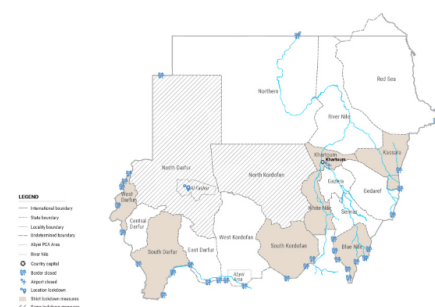 Red Sea
Northern
River Nile
Khartoum
Khartoum
Kassala
North Darfur
El Fasher
North Kordofan
Gezira
Gedaref
West
Darfur
White Nile
Sennar
Central
Darfur
West Kordofan
South Darfur
East Darfur
South Kordofan
Blue Nile
Abyei
LEGEND
International boundary
State boundary
Locality boundary
Undetermined boundary
Abyei PCA Area
River Nile
Country capital
Border closed
Airport closed
Location lockdown
Strict lockdown measures